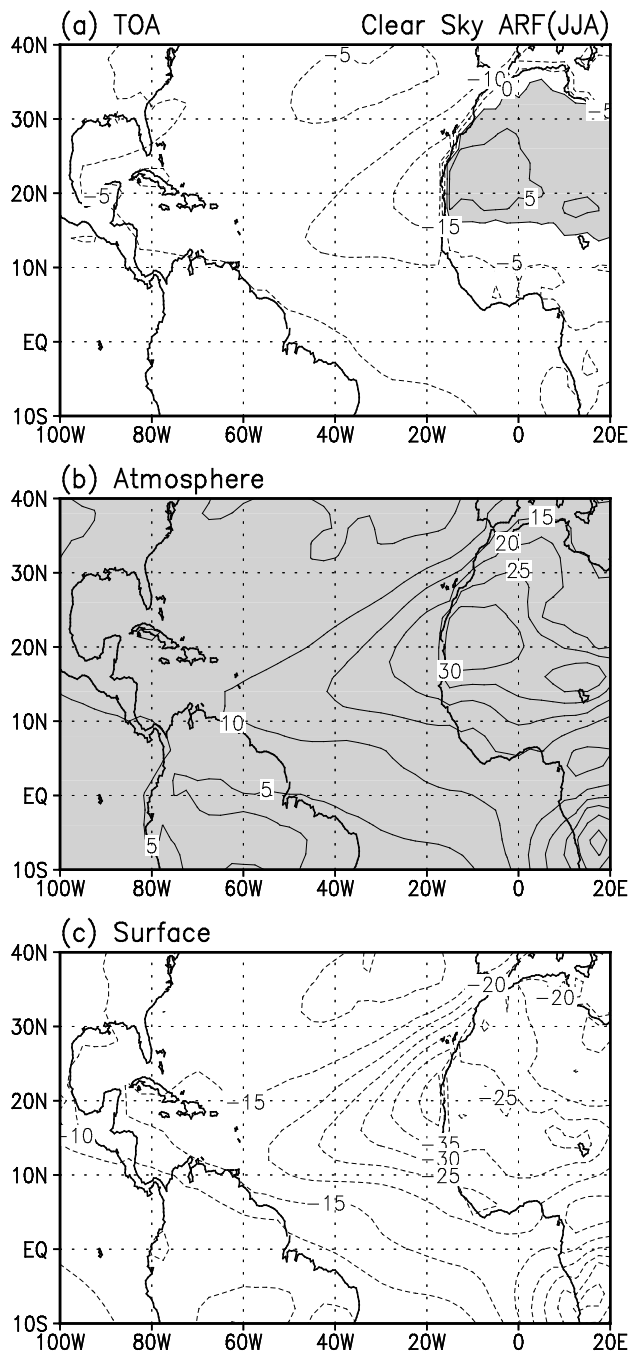 (a) TOA Clear Sky ARF(JJA)
40N
−5
−10
0
−5
30N
20N
−5
5
−15
10N
−5
EQ
10S
100W 80W 60W 40W 20W 0 20E
(b) Atmosphere
40N
15
20
30N
25
20N
30
10N
10
EQ
5
5
10S
100W 80W 60W 40W 20W 0 20E
(c) Surface
40N
−20
−20
30N
20N
−15
−25
−10
−35
−30
10N
−25
−15
EQ
10S
100W 80W 60W 40W 20W 0 20E